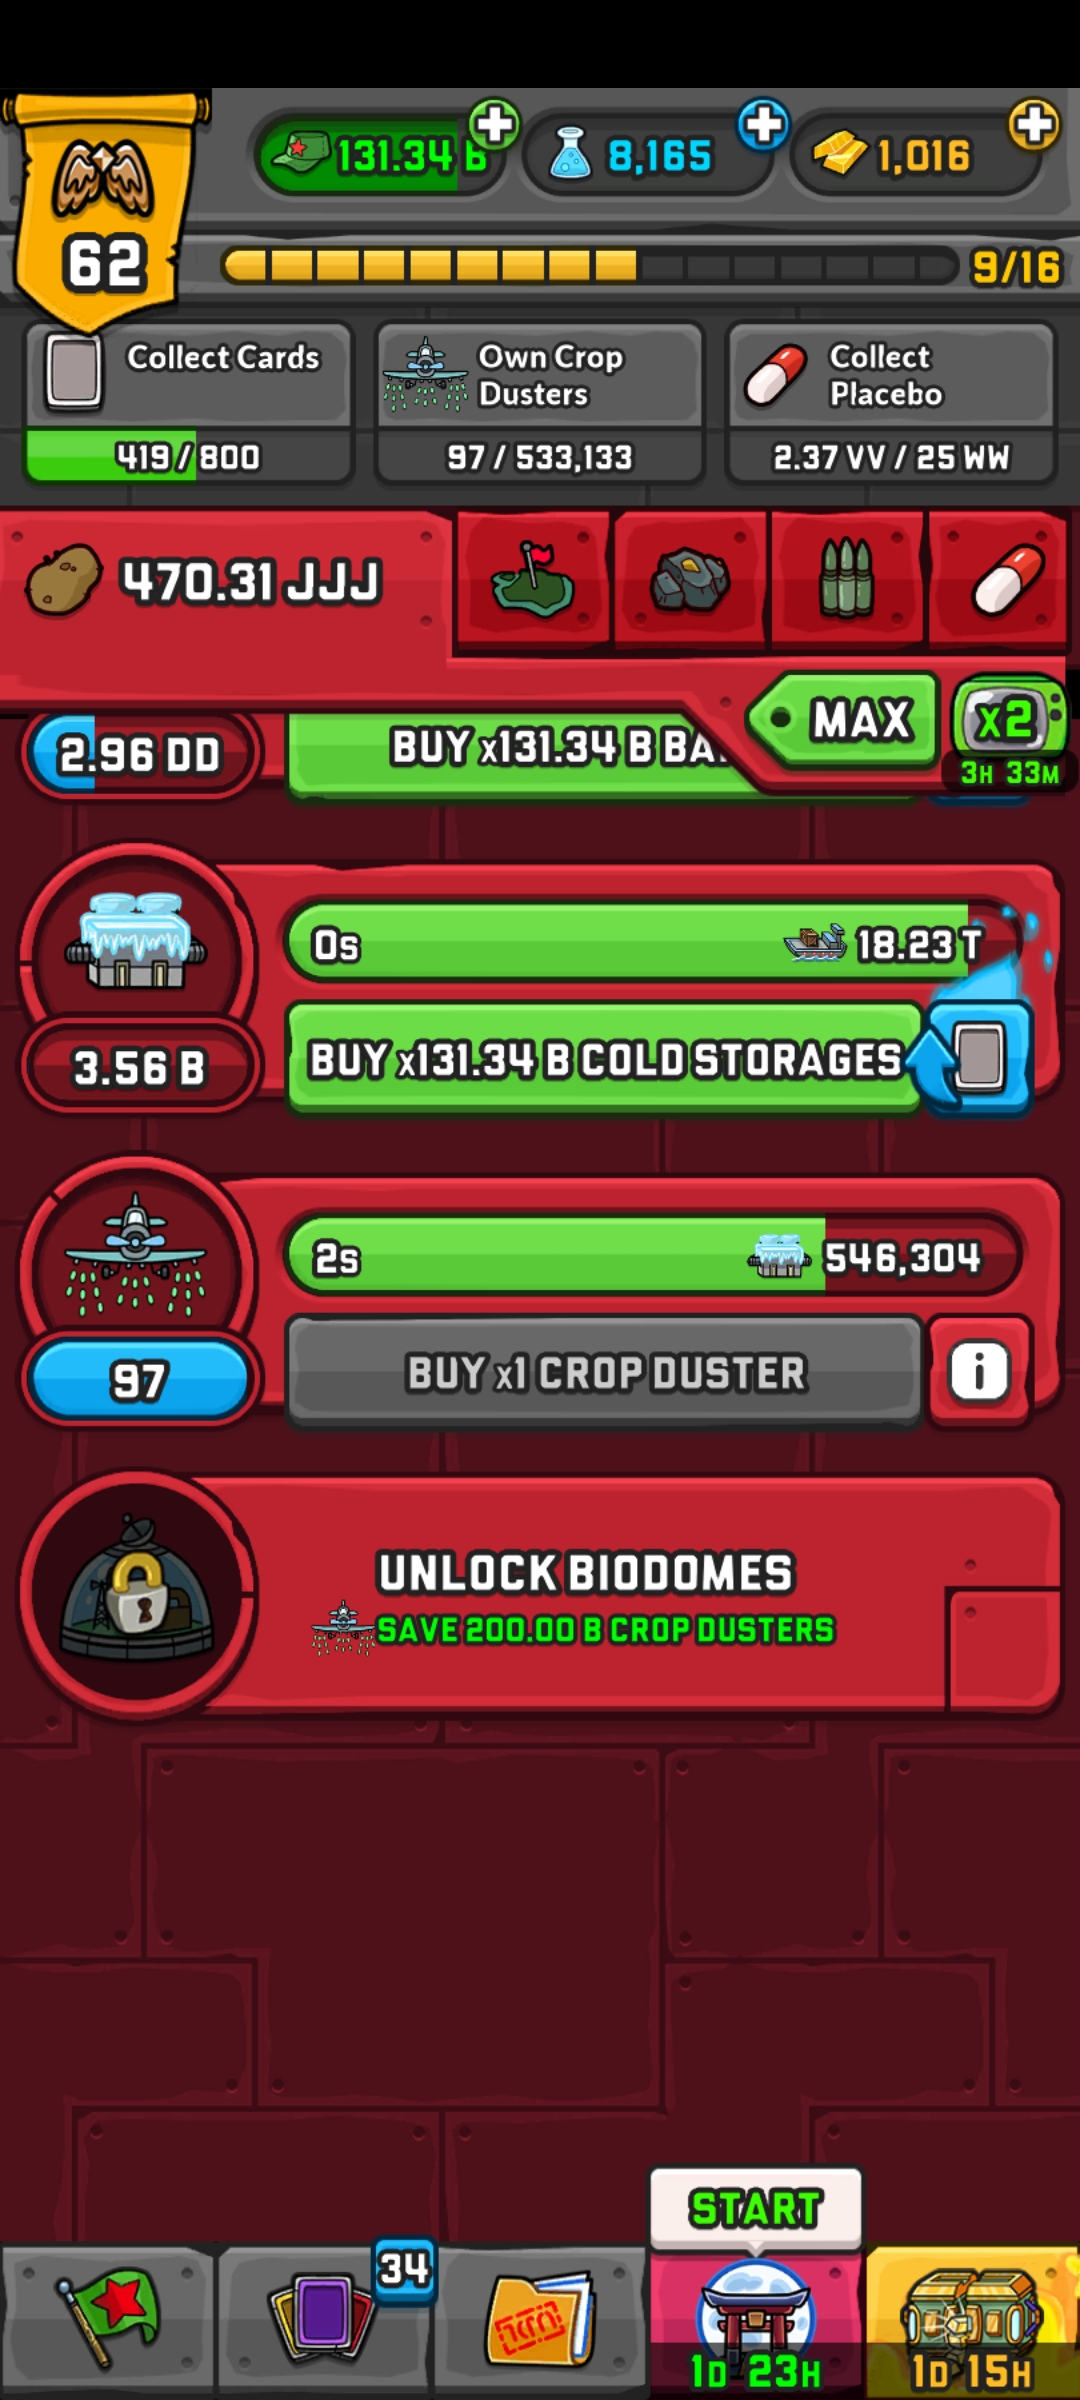 131.34 B
8,165
1,016
62
9/16
Collect Cards
419 / 800
Own Crop
Dusters
97 / 533,133
Collect
Placebo
2.37 VV / 25 WW
470.31 JJJ
MAX
x2
3H 33M
2.96 DD
BUY x131.34 B BA
0s
18.23 T
3.56 B
BUY x131.34 B COLD STORAGES
2s
546,304
97
BUY x1 CROP DUSTER
i
UNLOCK BIODOMES
SAVE 200.00 B CROP DUSTERS
START
34
1D 23H
1D 15H